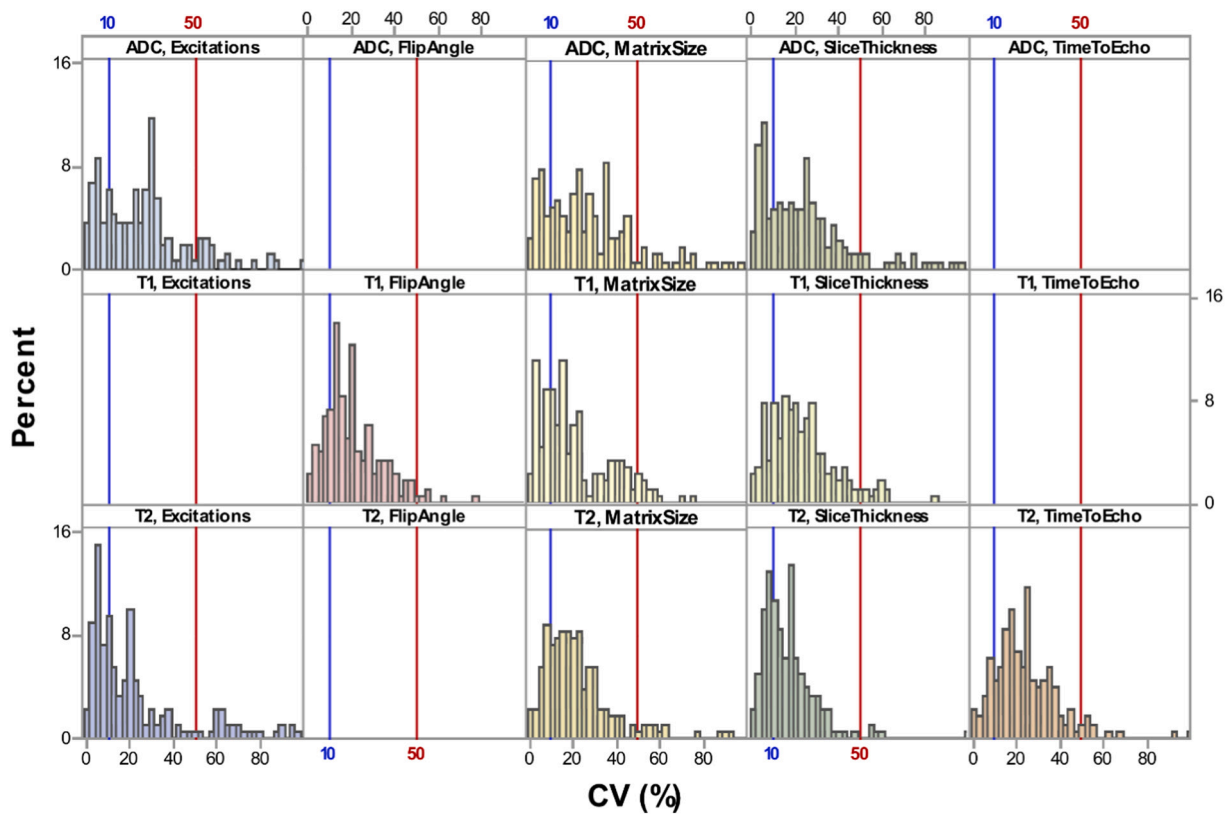 10 50 0 20 40 60 80 10 50 0 20 40 60 80 10 50
ADC, Excitations ADC, FlipAngle ADC, MatrixSize ADC, SliceThickness ADC, TimeToEcho
16
8
0
T1, Excitations T1, FlipAngle T1, MatrixSize T1, SliceThickness T1, TimeToEcho
16
8
0
Percent
T2, Excitations T2, FlipAngle T2, MatrixSize T2, SliceThickness T2, TimeToEcho
16
8
0
0 20 40 60 80 10 50 0 20 40 60 80 10 50 0 20 40 60 80
CV (%)